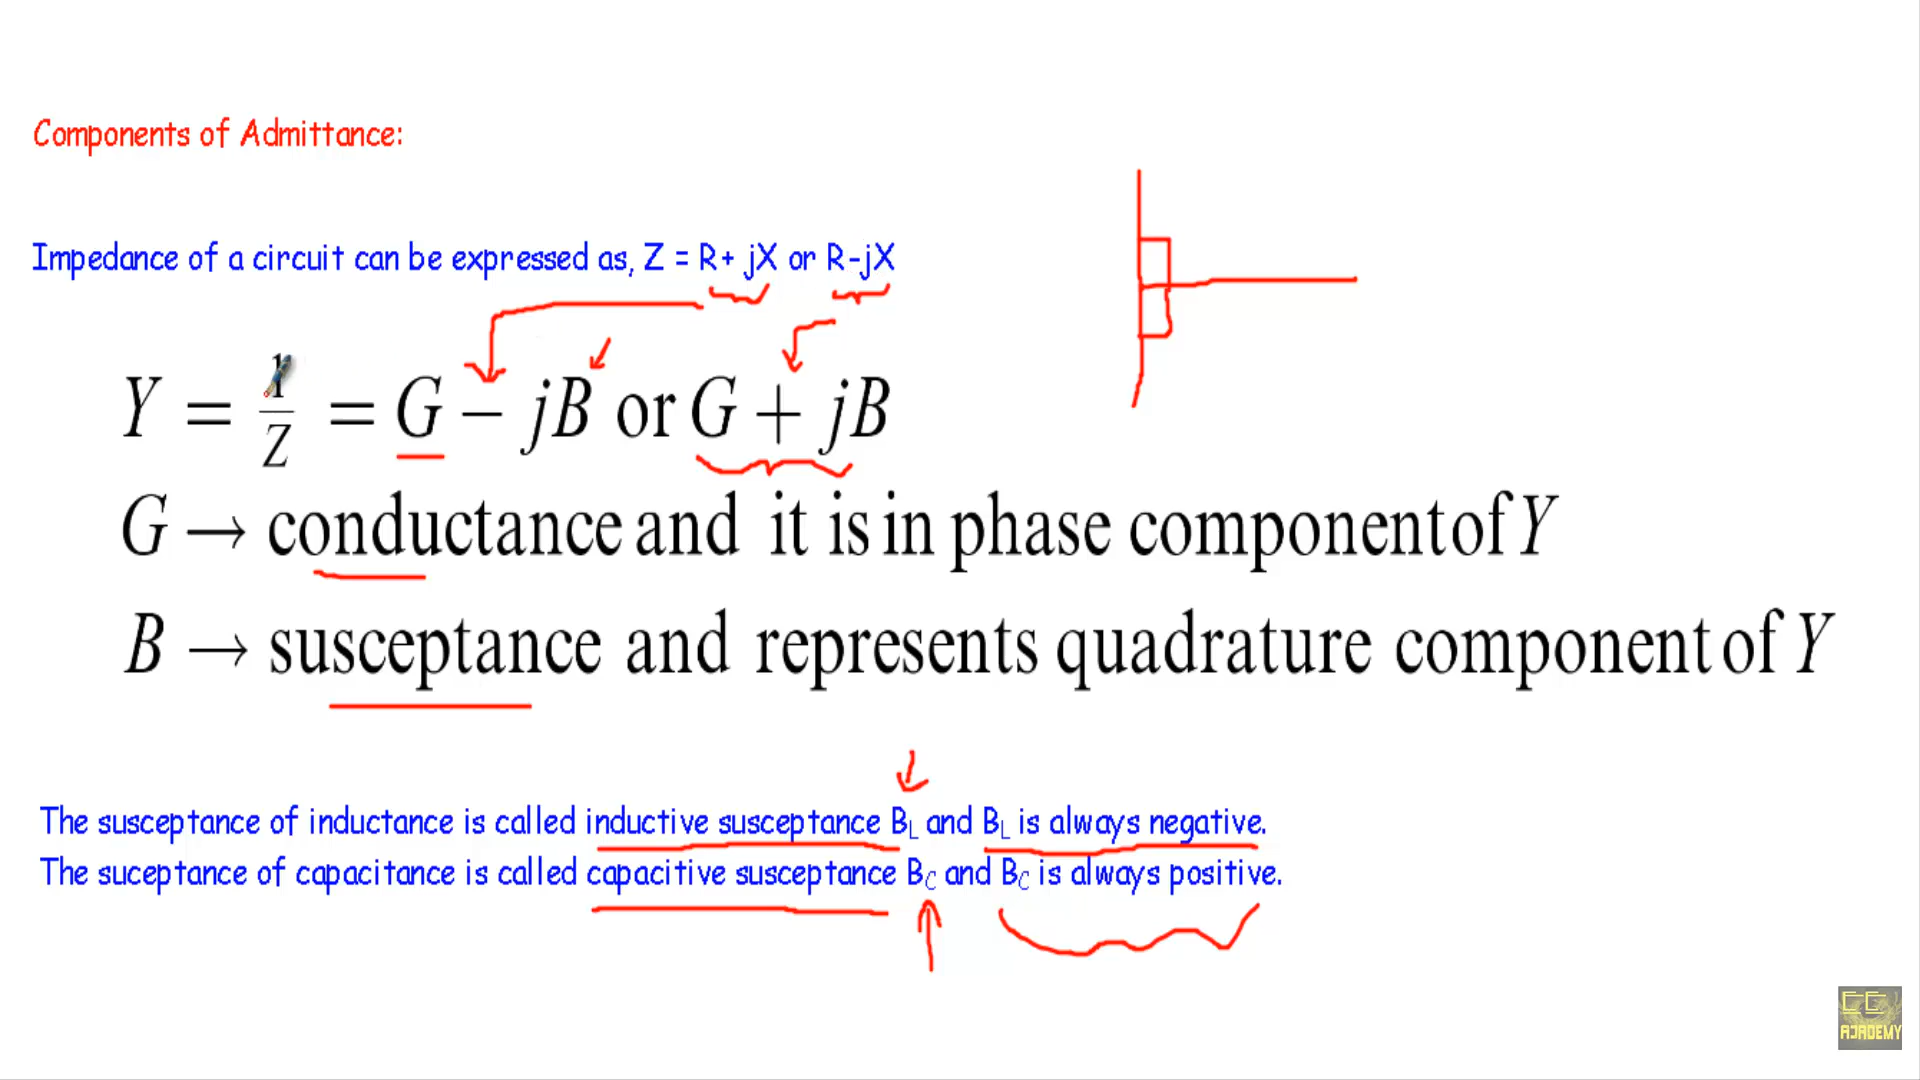 Components of Admittance:
Impedance of a circuit can be expressed as, Z = R+ jX or R-jX
Y = 1/Z = G − jB or G + jB
G → conductance and it is in phase component of Y
B → susceptance and represents quadrature component of Y
The susceptance of inductance is called inductive susceptance B_L and B_L is always negative.
The suceptance of capacitance is called capacitive susceptance B_C and B_C is always positive.
EE
ACADEMY